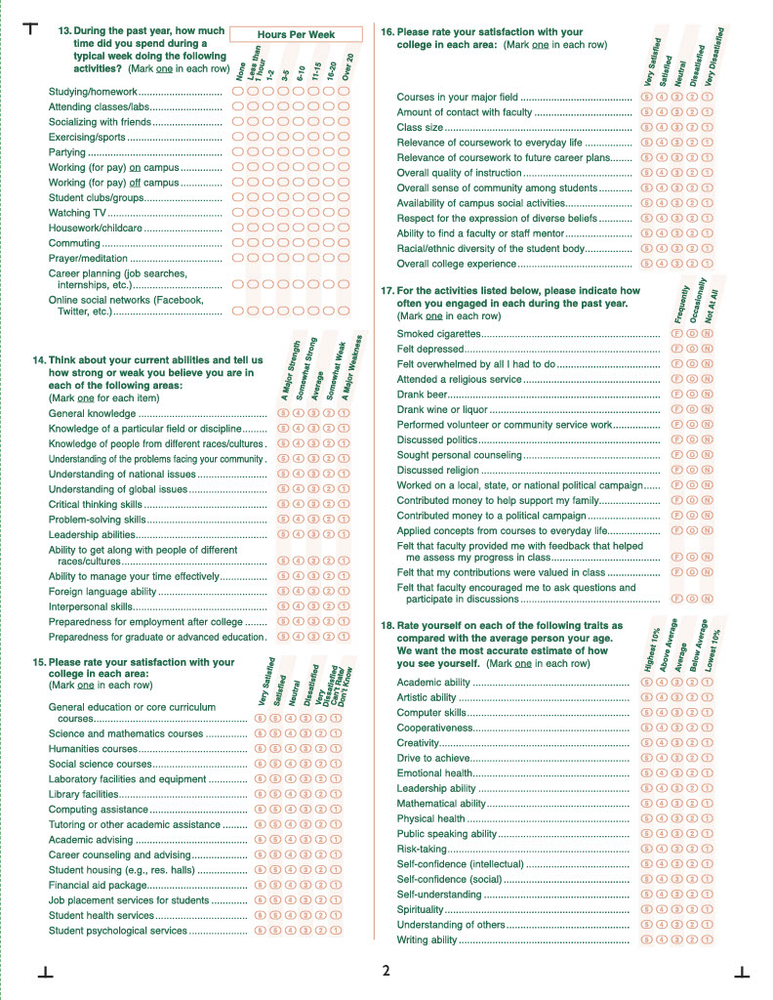 13. During the past year, how much
time did you spend during a
typical week doing the following
activities? (Mark one in each row)
Hours Per Week
None
Less than
1 hour
1-2
3-5
6-10
11-15
16-20
Over 20
Studying/homework
Attending classes/labs
Socializing with friends
Exercising/sports
Partying
Working (for pay) on campus
Working (for pay) off campus
Student clubs/groups
Watching TV
Housework/childcare
Commuting
Prayer/meditation
Career planning (job searches,
internships, etc.)
Online social networks (Facebook,
Twitter, etc.)
14. Think about your current abilities and tell us
how strong or weak you believe you are in
each of the following areas:
(Mark one for each item)
A Major Strength
Somewhat Strong
Average
Somewhat Weak
A Major Weakness
General knowledge 5 4 3 2 1
Knowledge of a particular field or discipline 5 4 3 2 1
Knowledge of people from different races/cultures 5 4 3 2 1
Understanding of the problems facing your community 5 4 3 2 1
Understanding of national issues 5 4 3 2 1
Understanding of global issues 5 4 3 2 1
Critical thinking skills 5 4 3 2 1
Problem-solving skills 5 4 3 2 1
Leadership abilities 5 4 3 2 1
Ability to get along with people of different
races/cultures 5 4 3 2 1
Ability to manage your time effectively 5 4 3 2 1
Foreign language ability 5 4 3 2 1
Interpersonal skills 5 4 3 2 1
Preparedness for employment after college 5 4 3 2 1
Preparedness for graduate or advanced education 5 4 3 2 1
15. Please rate your satisfaction with your
college in each area:
(Mark one in each row)
Very Satisfied
Satisfied
Neutral
Dissatisfied
Very
Dissatisfied
Can't Rate/
Don't Know
General education or core curriculum
courses 6 5 4 3 2 1
Science and mathematics courses 6 5 4 3 2 1
Humanities courses 6 5 4 3 2 1
Social science courses 6 5 4 3 2 1
Laboratory facilities and equipment 6 5 4 3 2 1
Library facilities 6 5 4 3 2 1
Computing assistance 6 5 4 3 2 1
Tutoring or other academic assistance 6 5 4 3 2 1
Academic advising 6 5 4 3 2 1
Career counseling and advising 6 5 4 3 2 1
Student housing (e.g., res. halls) 6 5 4 3 2 1
Financial aid package 6 5 4 3 2 1
Job placement services for students 6 5 4 3 2 1
Student health services 6 5 4 3 2 1
Student psychological services 6 5 4 3 2 1
16. Please rate your satisfaction with your
college in each area: (Mark one in each row)
Very Satisfied
Satisfied
Neutral
Dissatisfied
Very Dissatisfied
Courses in your major field 5 4 3 2 1
Amount of contact with faculty 5 4 3 2 1
Class size 5 4 3 2 1
Relevance of coursework to everyday life 5 4 3 2 1
Relevance of coursework to future career plans 5 4 3 2 1
Overall quality of instruction 5 4 3 2 1
Overall sense of community among students 5 4 3 2 1
Availability of campus social activities 5 4 3 2 1
Respect for the expression of diverse beliefs 5 4 3 2 1
Ability to find a faculty or staff mentor 5 4 3 2 1
Racial/ethnic diversity of the student body 5 4 3 2 1
Overall college experience 5 4 3 2 1
17. For the activities listed below, please indicate how
often you engaged in each during the past year.
(Mark one in each row)
Frequently
Occasionally
Not At All
Smoked cigarettes F O N
Felt depressed F O N
Felt overwhelmed by all I had to do F O N
Attended a religious service F O N
Drank beer F O N
Drank wine or liquor F O N
Performed volunteer or community service work F O N
Discussed politics F O N
Sought personal counseling F O N
Discussed religion F O N
Worked on a local, state, or national political campaign F O N
Contributed money to help support my family F O N
Contributed money to a political campaign F O N
Applied concepts from courses to everyday life F O N
Felt that faculty provided me with feedback that helped
me assess my progress in class F O N
Felt that my contributions were valued in class F O N
Felt that faculty encouraged me to ask questions and
participate in discussions F O N
18. Rate yourself on each of the following traits as
compared with the average person your age.
We want the most accurate estimate of how
you see yourself. (Mark one in each row)
Highest 10%
Above Average
Average
Below Average
Lowest 10%
Academic ability 5 4 3 2 1
Artistic ability 5 4 3 2 1
Computer skills 5 4 3 2 1
Cooperativeness 5 4 3 2 1
Creativity 5 4 3 2 1
Drive to achieve 5 4 3 2 1
Emotional health 5 4 3 2 1
Leadership ability 5 4 3 2 1
Mathematical ability 5 4 3 2 1
Physical health 5 4 3 2 1
Public speaking ability 5 4 3 2 1
Risk-taking 5 4 3 2 1
Self-confidence (intellectual) 5 4 3 2 1
Self-confidence (social) 5 4 3 2 1
Self-understanding 5 4 3 2 1
Spirituality 5 4 3 2 1
Understanding of others 5 4 3 2 1
Writing ability 5 4 3 2 1
2